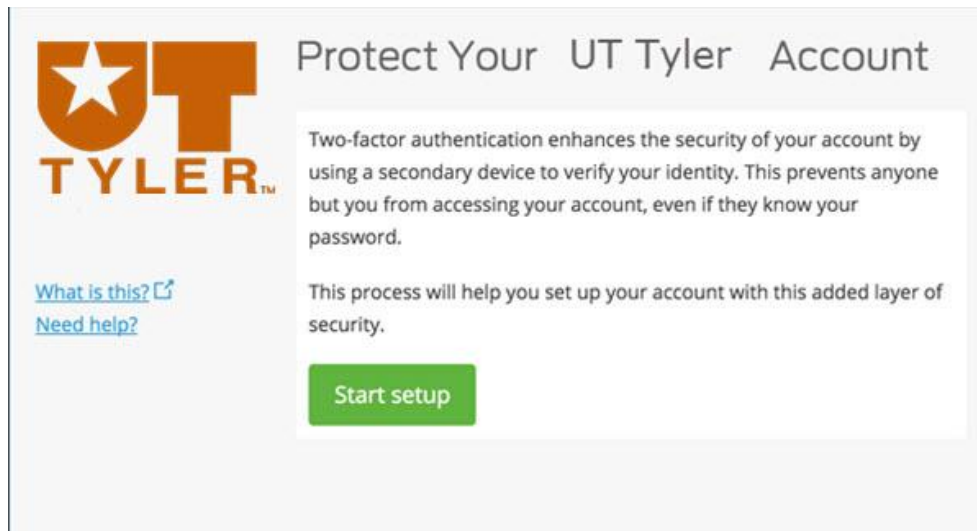 UT
TYLER™
Protect Your UT Tyler Account
Two-factor authentication enhances the security of your account by
using a secondary device to verify your identity. This prevents anyone
but you from accessing your account, even if they know your
password.
What is this?
Need help?
This process will help you set up your account with this added layer of
security.
Start setup